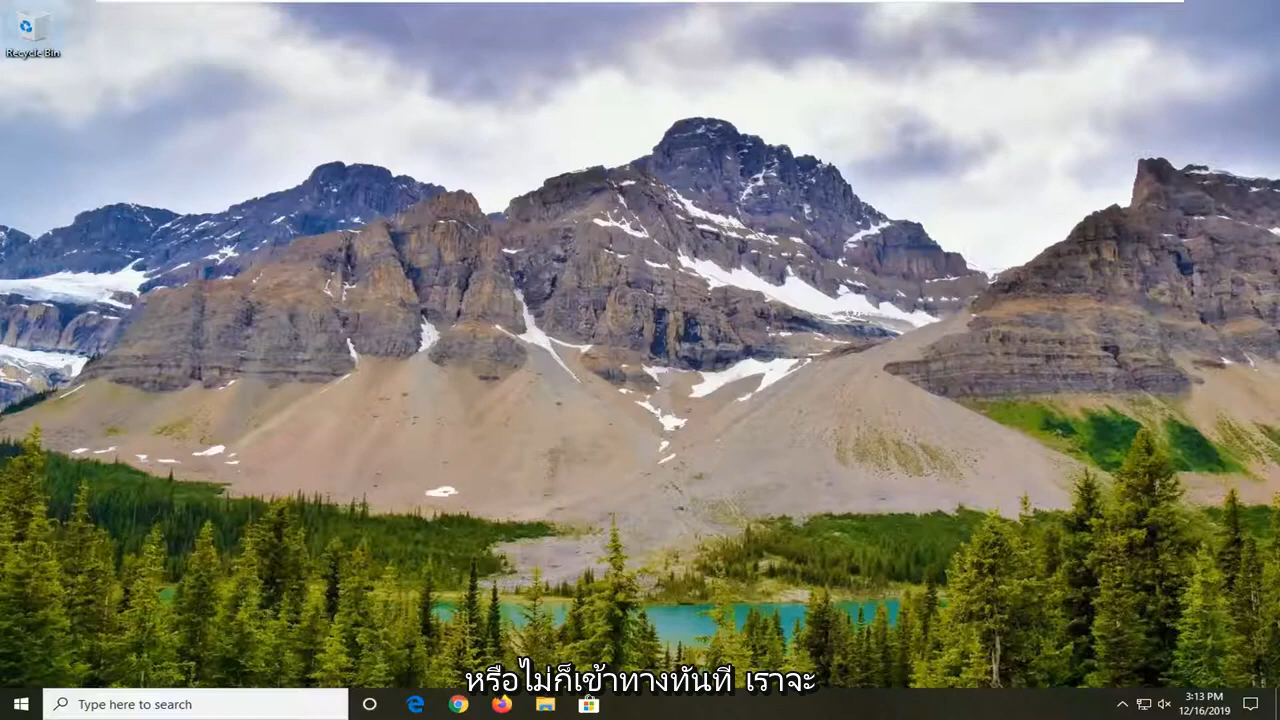 Recycle Bin
หรือไม่ก็เข้าทางทันที เราจะ
Type here to search
3:13 PM
12/16/2019